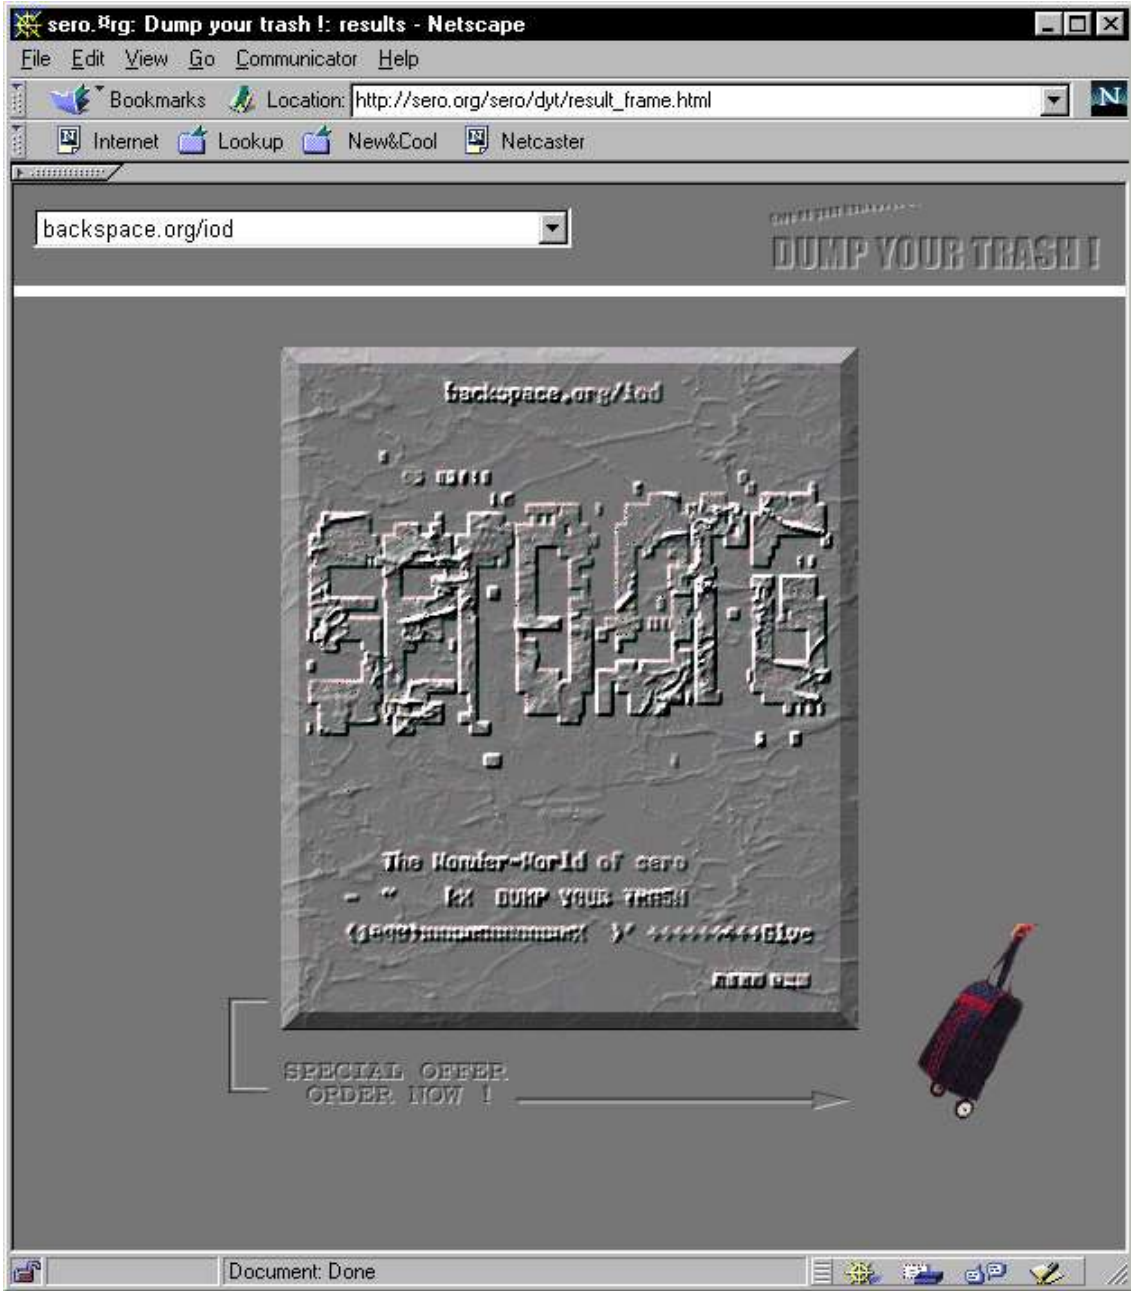 sero.¤rg: Dump your trash !: results - Netscape
File Edit View Go Communicator Help
Bookmarks Location: http://sero.org/sero/dyt/result_frame.html
N
Internet Lookup New&Cool Netcaster
backspace.org/iod
DUMP YOUR TRASH !
backspace.org/iod
The Wonder-World of sero
DUMP YOUR TRASH
Give
SPECIAL OFFER
ORDER NOW !
Document: Done